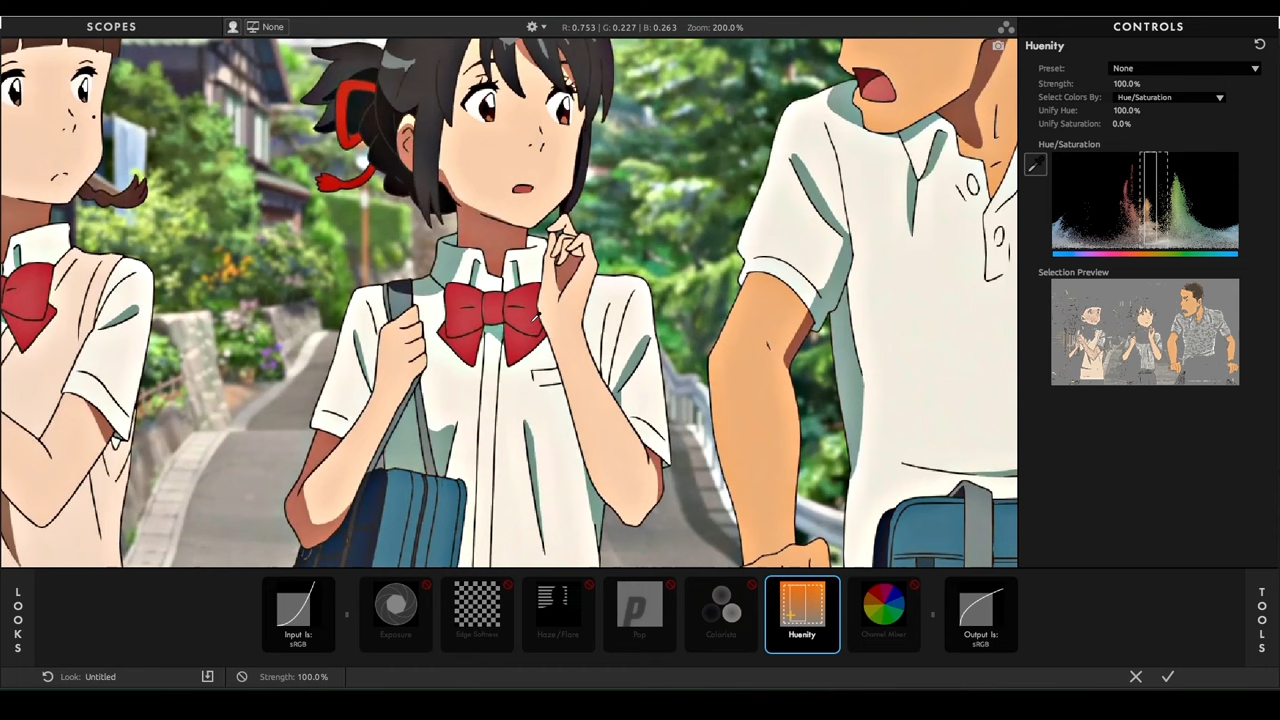 SCOPES
None
R: 0.753 | G: 0.227 | B: 0.263 Zoom: 200.0%
CONTROLS
Huenity
Preset: None
Strength: 100.0%
Select Colors By: Hue/Saturation
Unify Hue: 100.0%
Unify Saturation: 0.0%
Hue/Saturation
Selection Preview
LOOKS
Input Is:
sRGB
Exposure
Edge Softness
Haze/Flare
p
Pop
Colorista
Huenity
Channel Mixer
Output Is:
sRGB
TOOLS
Look: Untitled
Strength: 100.0%